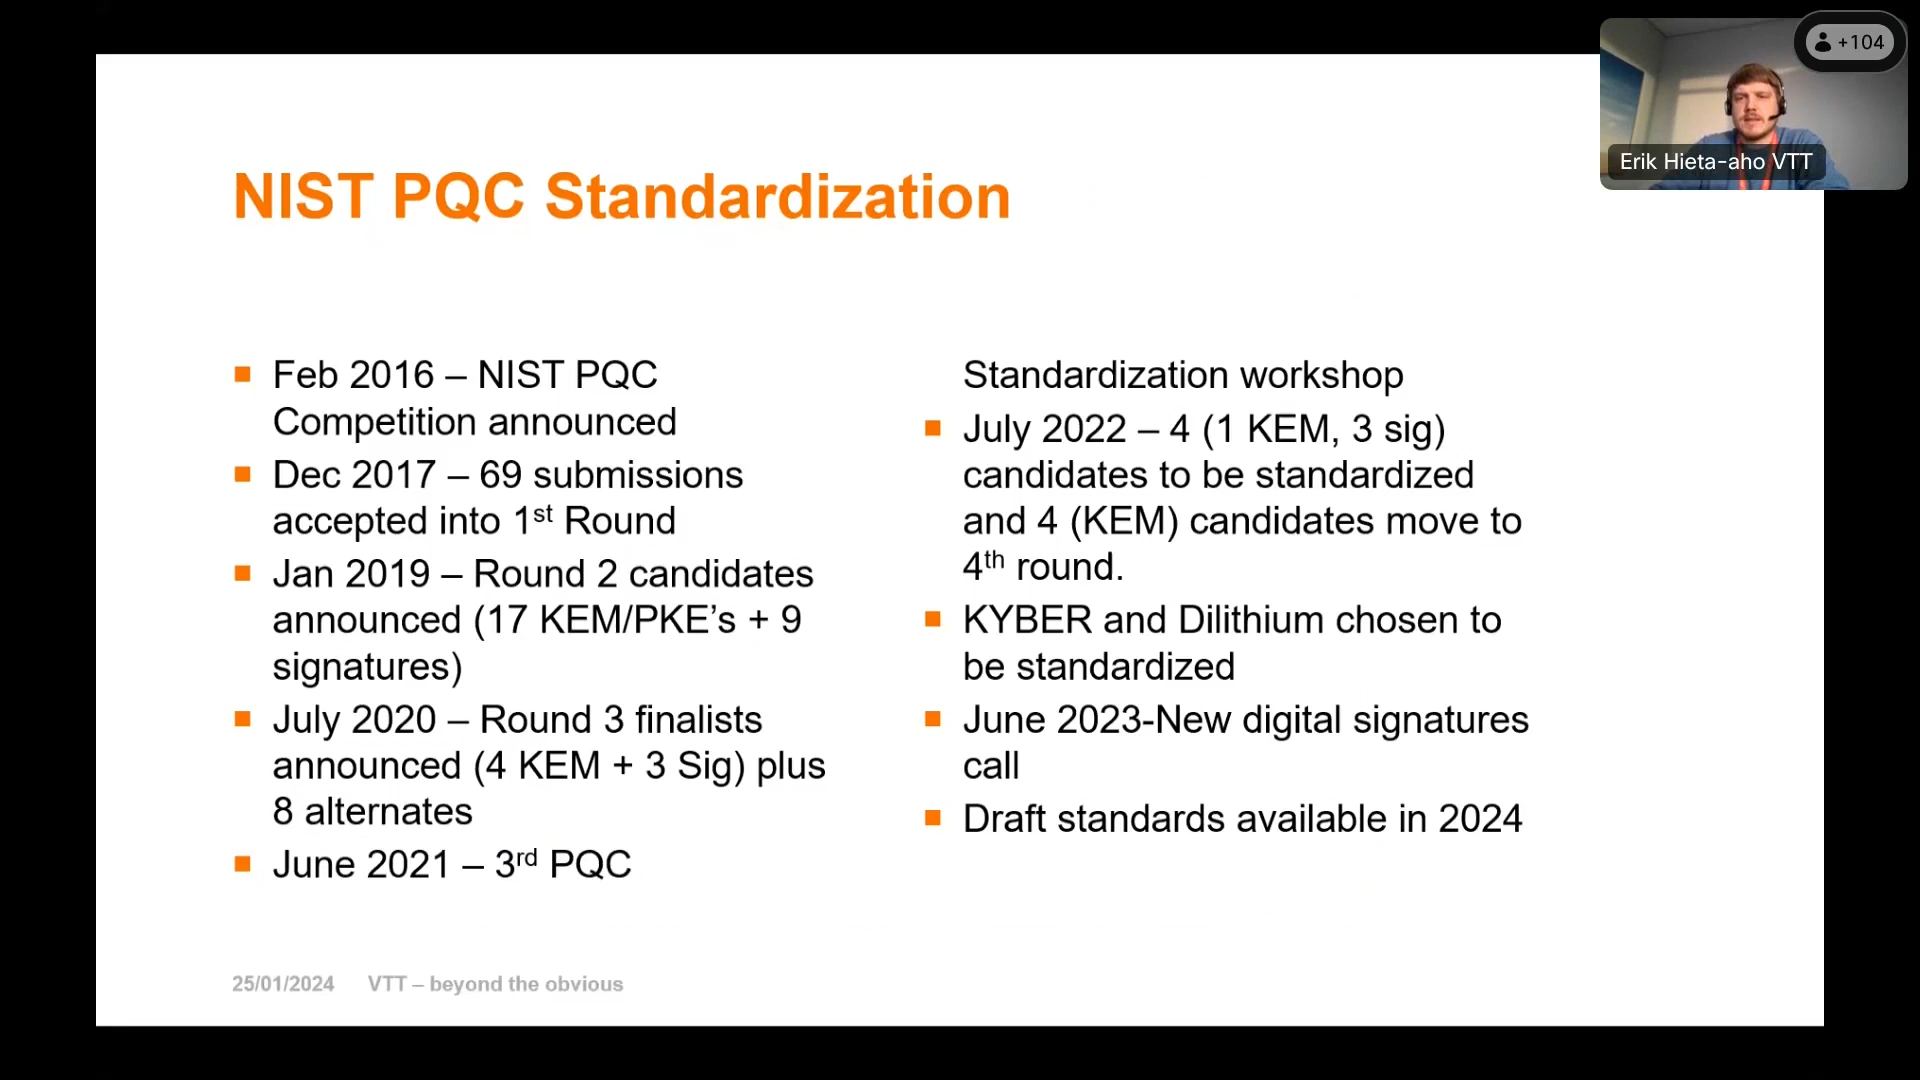 +104
Erik Hieta-aho VTT
NIST PQC Standardization
Feb 2016 – NIST PQC
Competition announced
Dec 2017 – 69 submissions
accepted into 1st Round
Jan 2019 – Round 2 candidates
announced (17 KEM/PKE’s + 9
signatures)
July 2020 – Round 3 finalists
announced (4 KEM + 3 Sig) plus
8 alternates
June 2021 – 3rd PQC
Standardization workshop
July 2022 – 4 (1 KEM, 3 sig)
candidates to be standardized
and 4 (KEM) candidates move to
4th round.
KYBER and Dilithium chosen to
be standardized
June 2023-New digital signatures
call
Draft standards available in 2024
25/01/2024 VTT – beyond the obvious